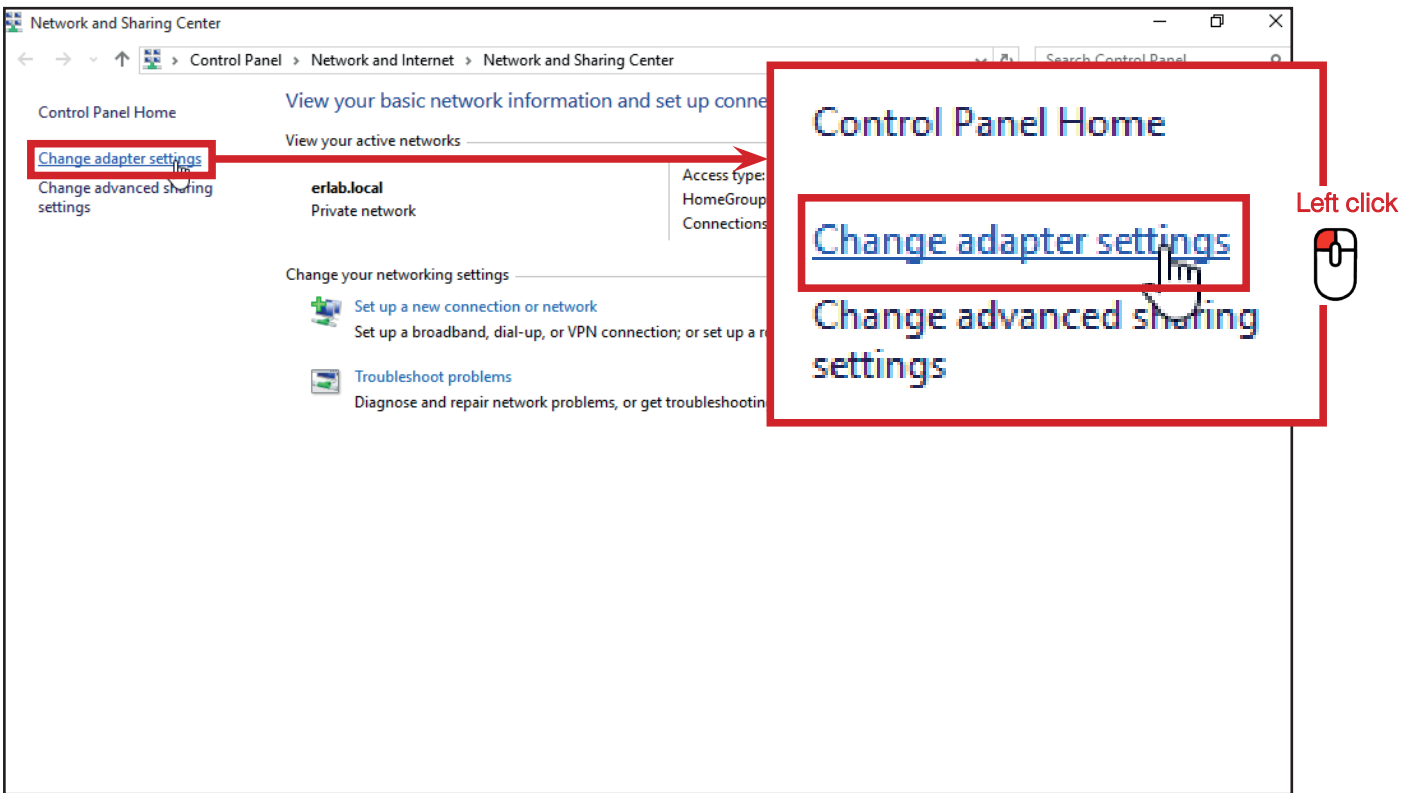 Network and Sharing Center
Control Panel > Network and Internet > Network and Sharing Center
Search Control Panel
Control Panel Home
Change adapter settings
Change advanced sharing
settings
View your basic network information and set up conne
View your active networks
erlab.local
Private network
Access type:
HomeGroup
Connections
Change your networking settings
Set up a new connection or network
Set up a broadband, dial-up, or VPN connection; or set up a r
Troubleshoot problems
Diagnose and repair network problems, or get troubleshootin
Control Panel Home
Change adapter settings
Change advanced sharing
settings
Left click